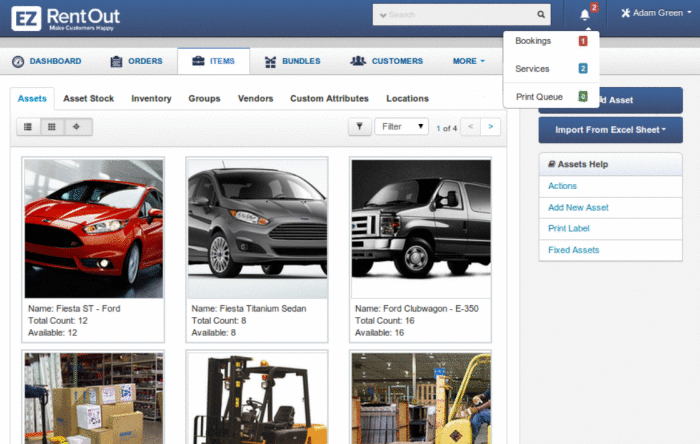 EZ RentOut
Make Customers Happy
Search
2
Adam Green
Bookings 1
Services 2
Print Queue
DASHBOARD
ORDERS
ITEMS
BUNDLES
CUSTOMERS
MORE
Assets
Asset Stock
Inventory
Groups
Vendors
Custom Attributes
Locations
Asset
Filter
1 of 4
<
>
Import From Excel Sheet
Assets Help
Actions
Add New Asset
Print Label
Fixed Assets
Name: Fiesta ST - Ford
Total Count: 12
Available: 12
Name: Fiesta Titanium Sedan
Total Count: 8
Available: 8
Name: Ford Clubwagon - E-350
Total Count: 16
Available: 16